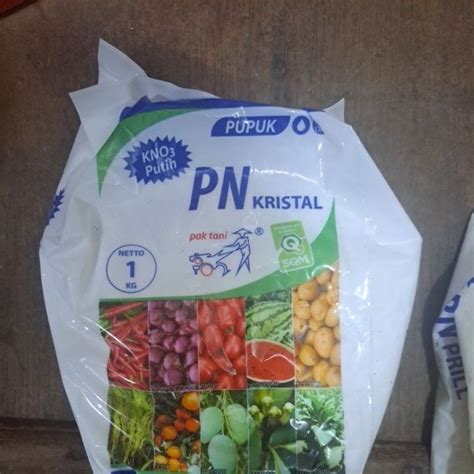 PUPUK
KNO3
Putih
PN KRISTAL
pak tani ®
NETTO
1
KG
Q
SQM
PN PRILL